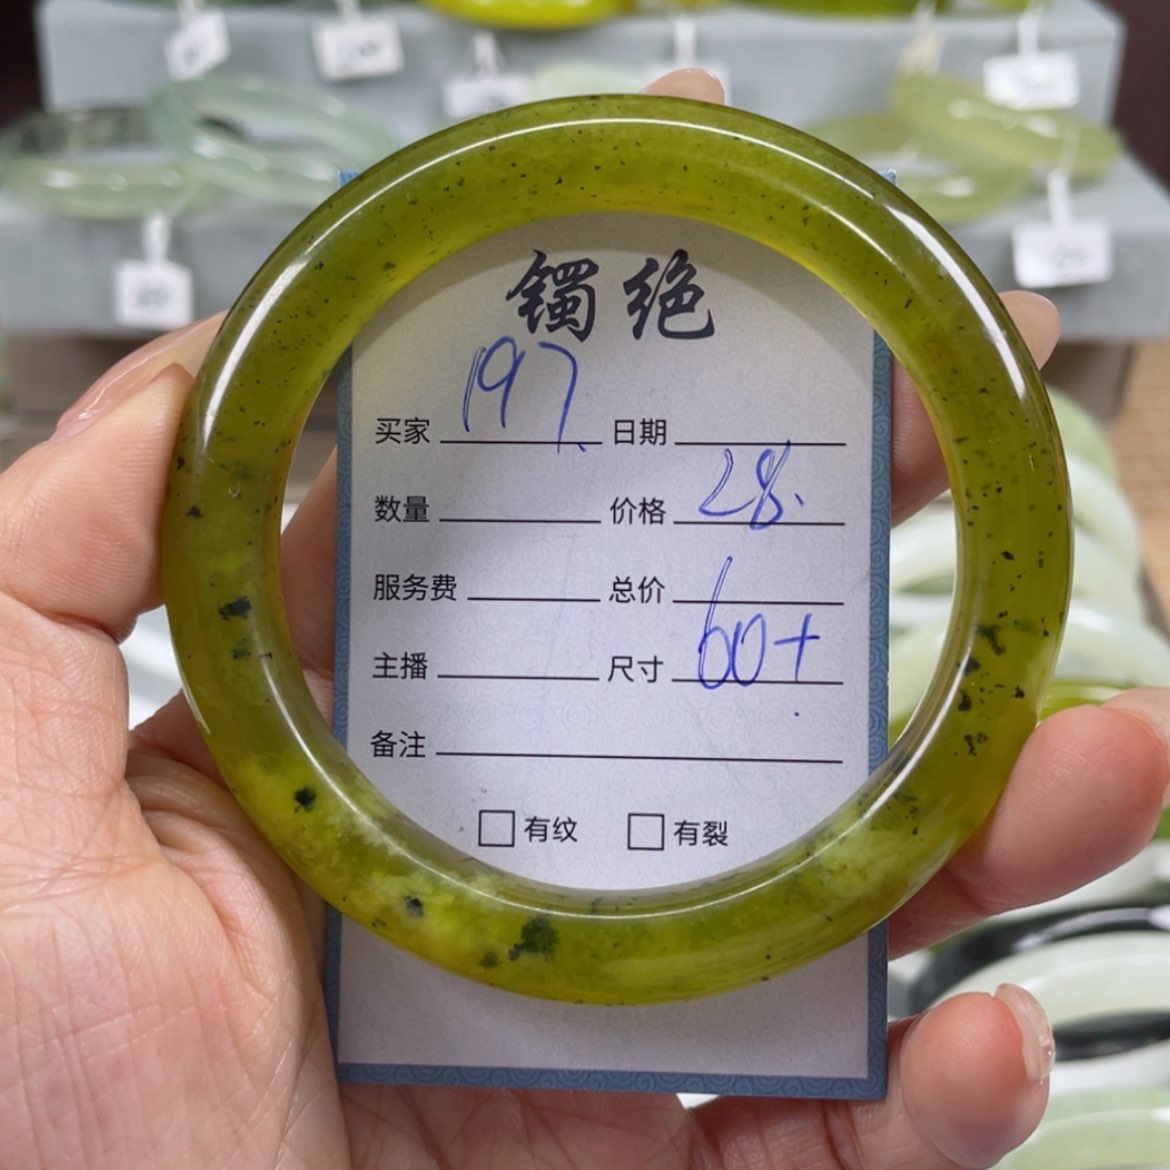 镯绝
197.
买家 日期
数量 价格 28.
服务费 总价
主播 尺寸 60+
备注
有纹 有裂